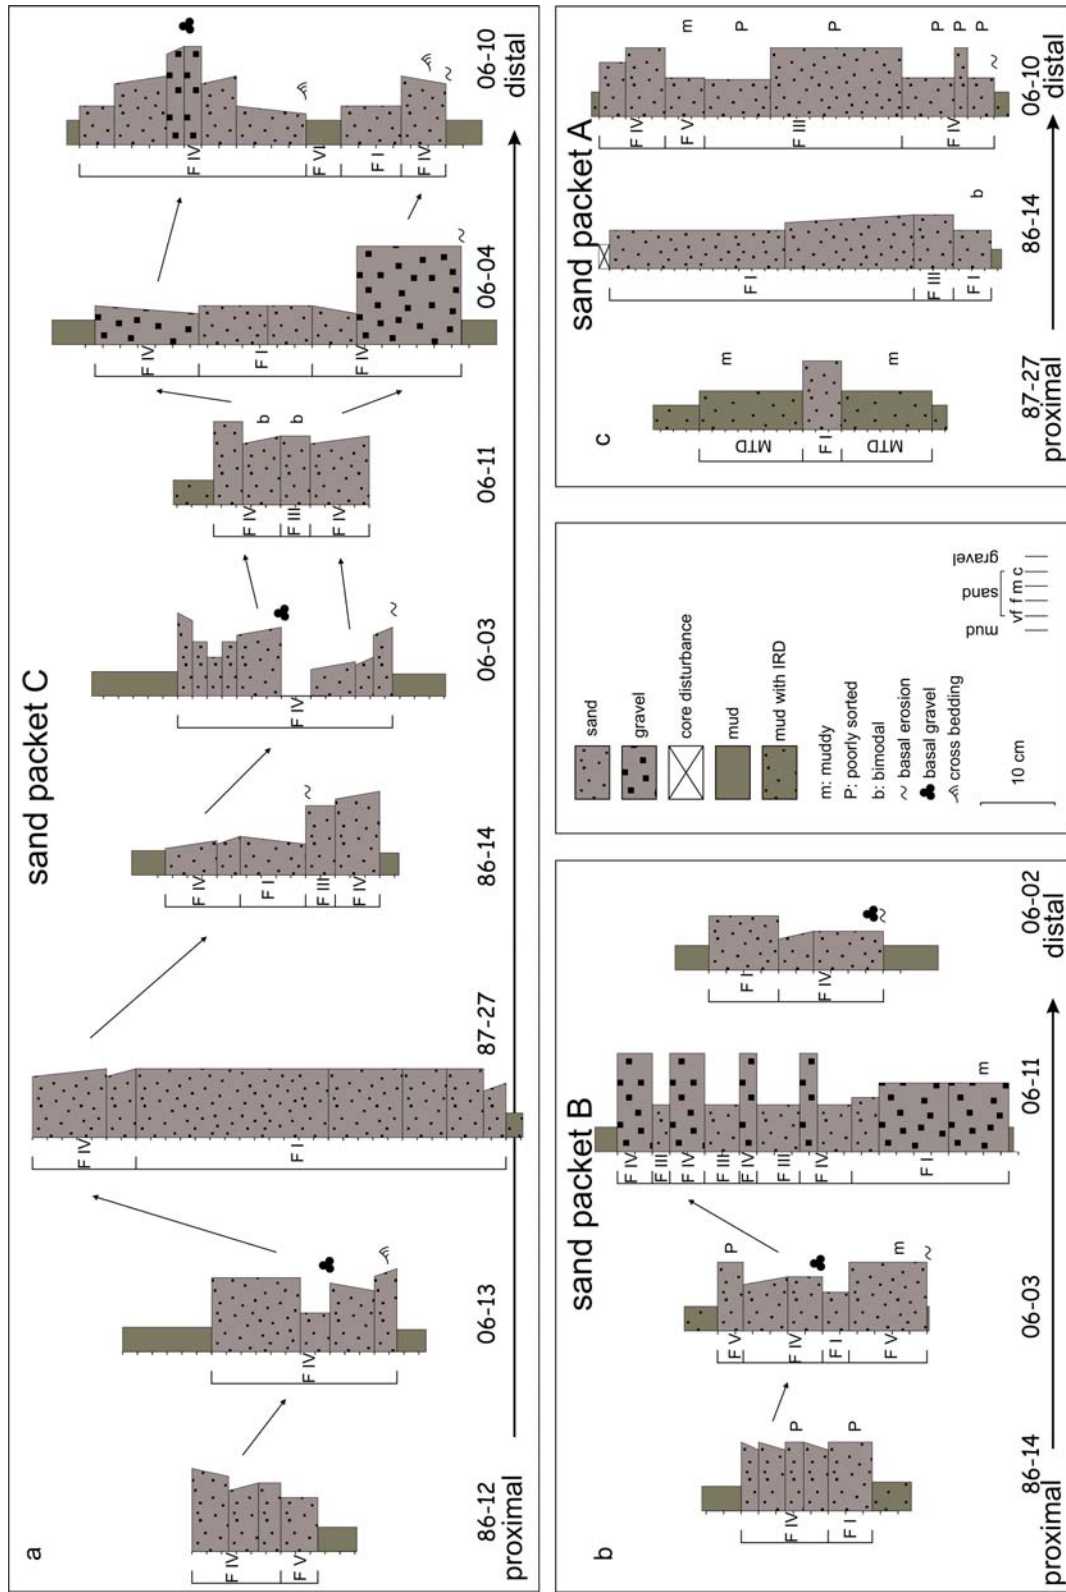 a
sand packet C
F IV
F V
86-12
proximal
F IV
06-13
F IV
F I
87-27
F IV
F I
F III
F IV
86-14
F IV
06-03
F IV
F III
F IV
b
b
06-11
F IV
F I
F IV
06-04
F IV
F VI
F I
F IV
06-10
distal
b
sand packet B
F IV
F I
P
P
86-14
proximal
F V
F IV
F I
F V
P
m
06-03
F IV
F III
F IV
F III
F IV
F III
F IV
F I
m
06-11
F I
F IV
06-02
distal
sand
gravel
core disturbance
mud
mud with IRD
m: muddy
P: poorly sorted
b: bimodal
basal erosion
basal gravel
cross bedding
10 cm
mud
sand
gravel
vf f m c
c
sand packet A
MTD
F I
MTD
m
m
87-27
proximal
F I
F III
F I
b
86-14
F IV
F V
F III
F IV
m
P
P
P
P
P
06-10
distal